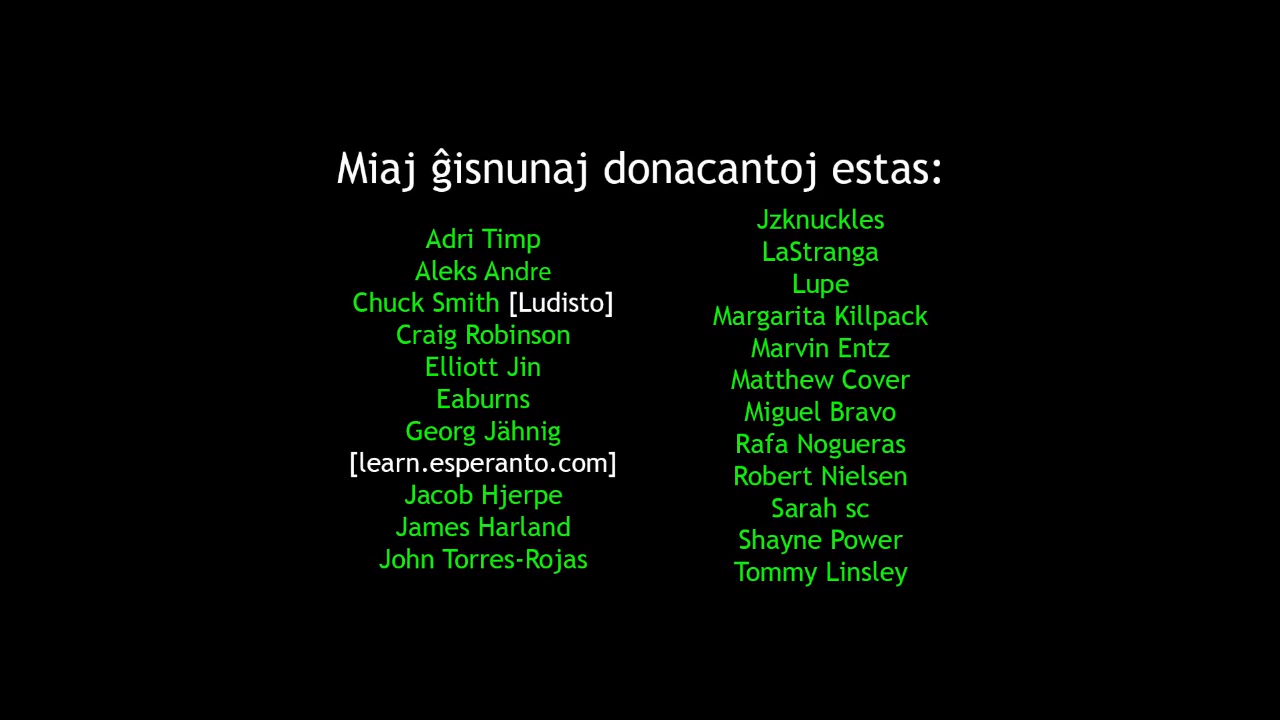 Miaj ĝisnunaj donacantoj estas:
Adri Timp
Aleks Andre
Chuck Smith [Ludisto]
Craig Robinson
Elliott Jin
Eaburns
Georg Jähnig
[learn.esperanto.com]
Jacob Hjerpe
James Harland
John Torres-Rojas
Jzknuckles
LaStranga
Lupe
Margarita Killpack
Marvin Entz
Matthew Cover
Miguel Bravo
Rafa Nogueras
Robert Nielsen
Sarah sc
Shayne Power
Tommy Linsley